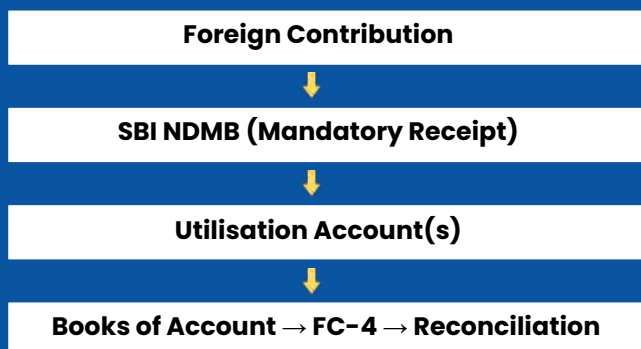 Foreign Contribution
SBI NDMB (Mandatory Receipt)
Utilisation Account(s)
Books of Account → FC-4 → Reconciliation